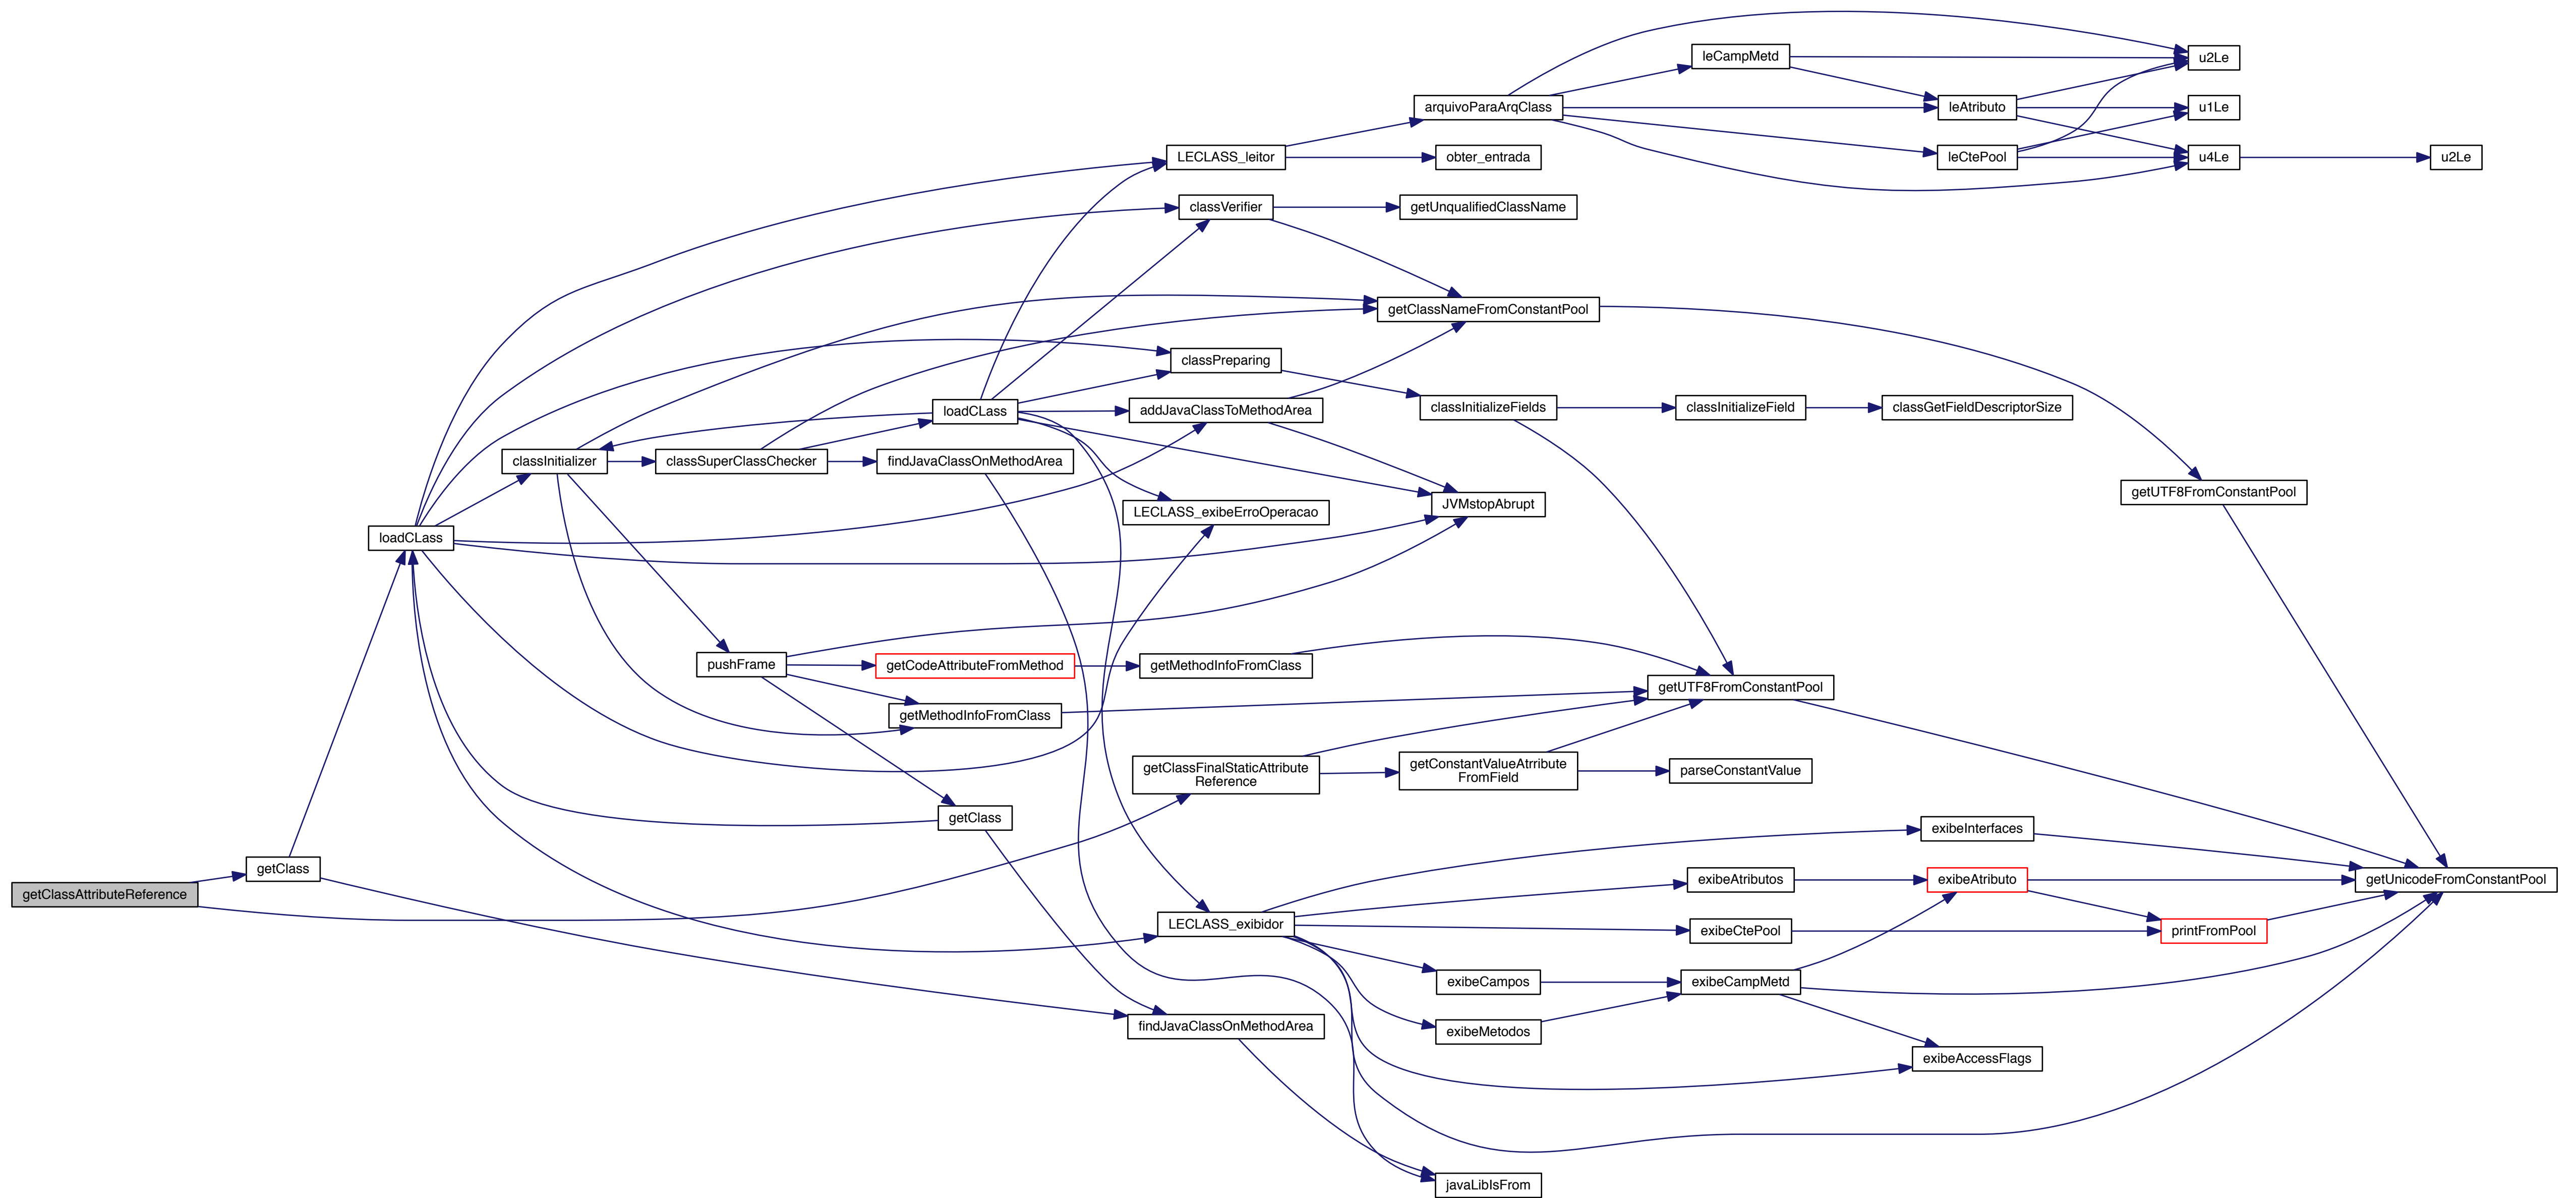 getClassAttributeReference
getClass
loadCLass
classInitializer
classSuperClassChecker
pushFrame
findJavaClassOnMethodArea
getCodeAttributeFromMethod
getMethodInfoFromClass
getClass
loadCLass
LECLASS_leitor
classVerifier
classPreparing
addJavaClassToMethodArea
LECLASS_exibeErroOperacao
getMethodInfoFromClass
getClassFinalStaticAttribute
Reference
LECLASS_exibidor
findJavaClassOnMethodArea
arquivoParaArqClass
obter_entrada
getUnqualifiedClassName
getClassNameFromConstantPool
classInitializeFields
JVMstopAbrupt
getConstantValueAtrribute
FromField
exibeCampos
exibeMetodos
javaLibIsFrom
leCampMetd
classInitializeField
getUTF8FromConstantPool
parseConstantValue
exibeAtributos
exibeCtePool
exibeCampMetd
leAtributo
leCtePool
classGetFieldDescriptorSize
exibeInterfaces
exibeAtributo
exibeAccessFlags
u2Le
u1Le
u4Le
getUTF8FromConstantPool
printFromPool
u2Le
getUnicodeFromConstantPool